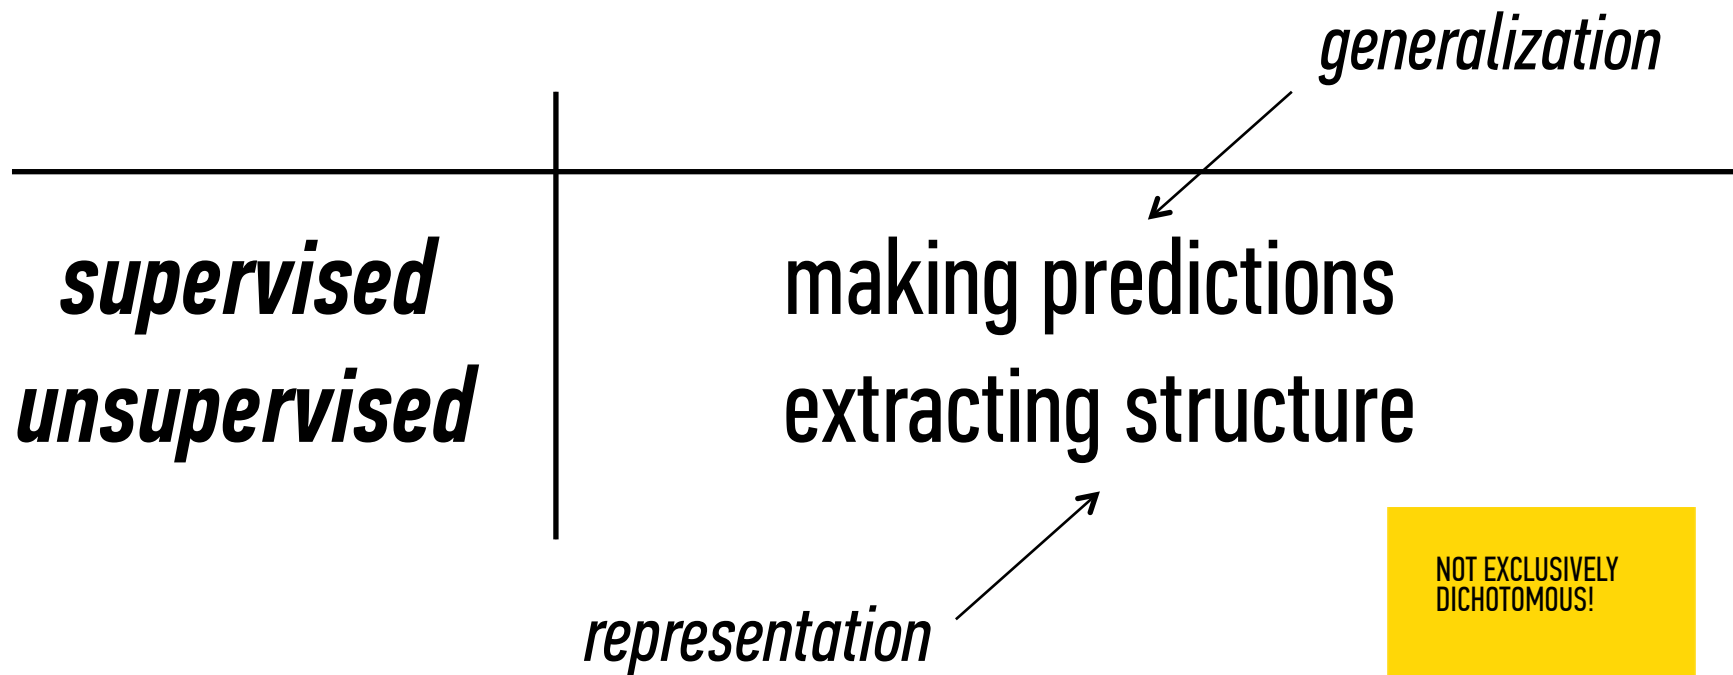 generalization
supervised making predictions
unsupervised extracting structure
NOT EXCLUSIVELY
DICHOTOMOUS!
representation